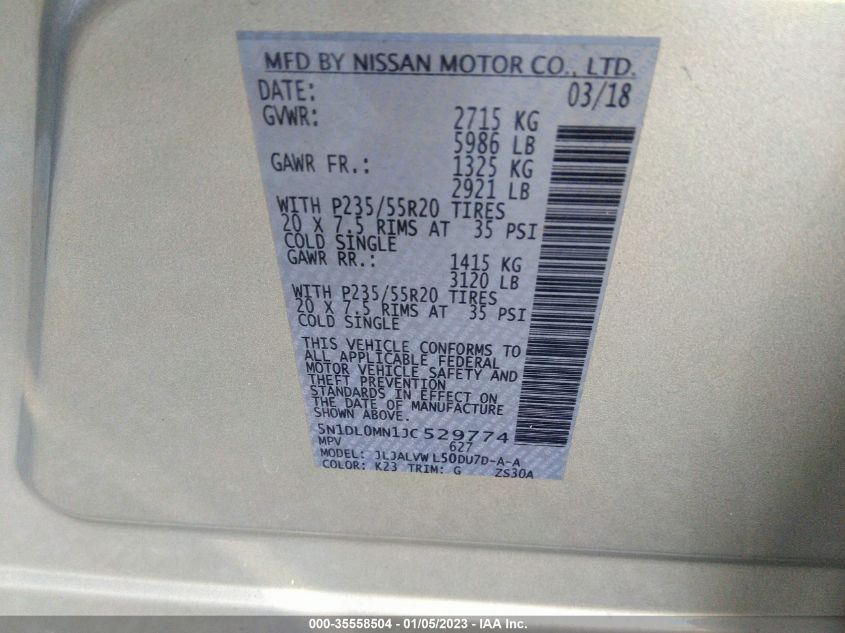 MFD BY NISSAN MOTOR CO., LTD.
DATE: 03/18
GVWR: 2715 KG
5986 LB
GAWR FR.: 1325 KG
2921 LB
WITH P235/55R20 TIRES
20 X 7.5 RIMS AT 35 PSI
COLD SINGLE
GAWR RR.: 1415 KG
3120 LB
WITH P235/55R20 TIRES
20 X 7.5 RIMS AT 35 PSI
COLD SINGLE
THIS VEHICLE CONFORMS TO
ALL APPLICABLE FEDERAL
MOTOR VEHICLE SAFETY AND
THEFT PREVENTION
STANDARDS IN EFFECT ON
THE DATE OF MANUFACTURE
SHOWN ABOVE.
5N1DL0MN1JC529774
MPV 627
MODEL: JLJALVWL50DU7D-A-A
COLOR: K23 TRIM: G ZS30A
000-35558504 - 01/05/2023 - IAA Inc.